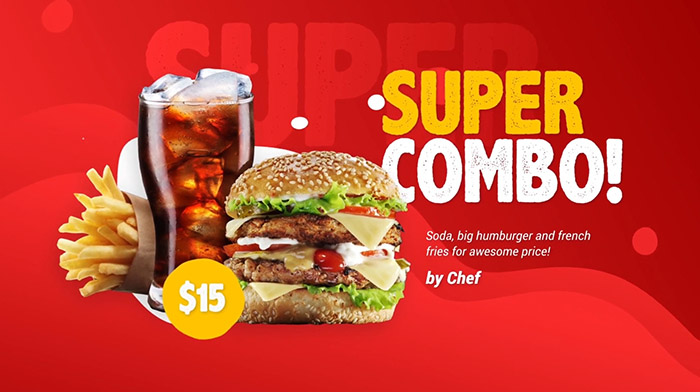 SUPER
SUPER
COMBO!
Soda, big humburger and french
fries for awesome price!
by Chef
$15